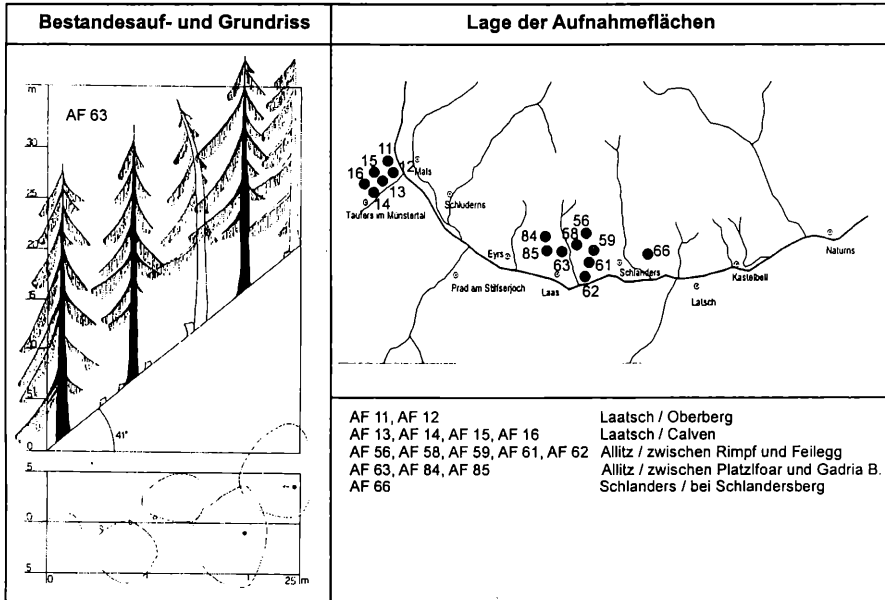 Bestandesauf- und Grundriss
Lage der Aufnahmeflächen
m
AF 63
30
25
20
15
10
5
0
41°
5
0
5
0
25 m
11
15
16
12
13
14
Mals
Taufers im Münstertal
Schluderns
Eyrs
Prad am Stilfserjoch
84
85
63
58
56
59
61
62
Laas
Schlanders
66
Latsch
Kastelbell
Naturns
AF 11, AF 12 Laatsch / Oberberg
AF 13, AF 14, AF 15, AF 16 Laatsch / Calven
AF 56, AF 58, AF 59, AF 61, AF 62 Allitz / zwischen Rimpf und Feilegg
AF 63, AF 84, AF 85 Allitz / zwischen Platzlfoar und Gadria B.
AF 66 Schlanders / bei Schlandersberg